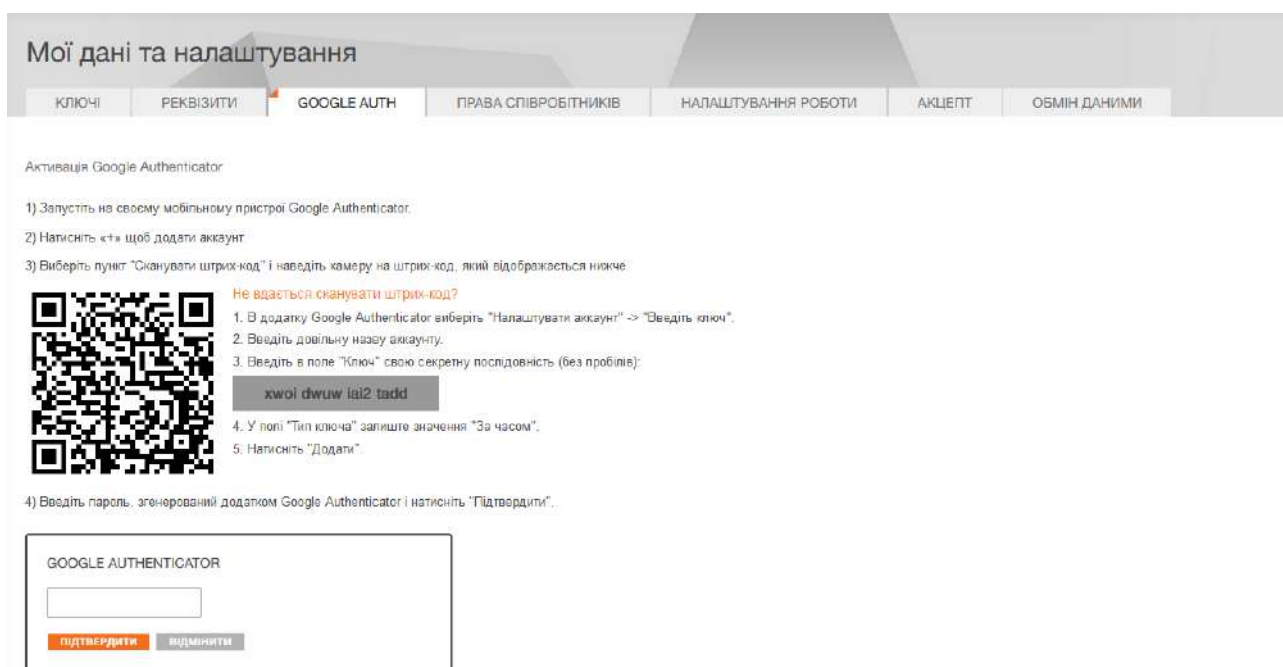 Мої дані та налаштування
КЛЮЧІ РЕКВІЗИТИ GOOGLE AUTH ПРАВА СПІВРОБІТНИКІВ НАЛАШТУВАННЯ РОБОТИ АКЦЕПТ ОБМІН ДАНИМИ
Активація Google Authenticator
1) Запустіть на своєму мобільному пристрої Google Authenticator.
2) Натисніть «+» щоб додати аккаунт
3) Виберіть пункт "Сканувати штрих-код" і наведіть камеру на штрих-код, який відображається нижче
Не вдається сканувати штрих-код?
1. В додатку Google Authenticator виберіть "Налаштувати аккаунт" -> "Введіть ключ".
2. Введіть довільну назву аккаунту.
3. Введіть в поле "Ключ" свою секретну послідовність (без пробілів):
xwoi dwuw iai2 tadd
4. У полі "Тип ключа" залиште значення "За часом".
5. Натисніть "Додати".
4) Введіть пароль, згенерований додатком Google Authenticator і натисніть "Підтвердити".
GOOGLE AUTHENTICATOR
ПІДТВЕРДИТИ ВІДМІНИТИ